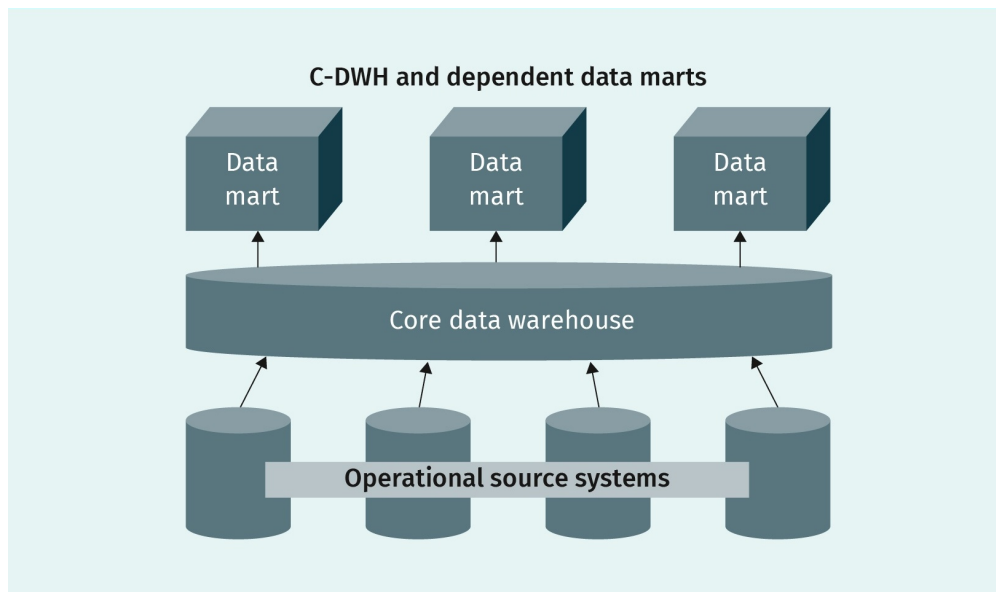 C-DWH and dependent data marts
Data
mart
Data
mart
Data
mart
Core data warehouse
Operational source systems